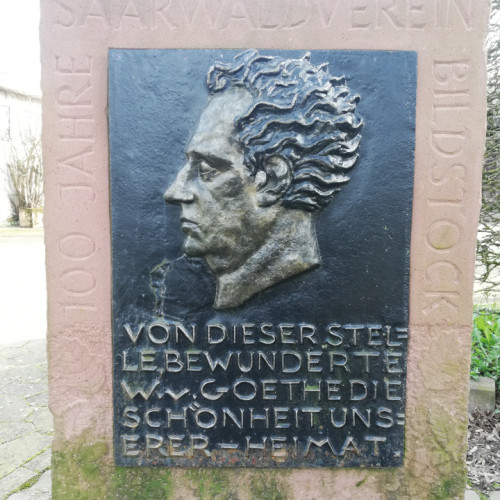 SAARWALDVEREIN
100 JAHRE
BILDSTOCK
VON DIESER STEL=
LE BEWUNDERTE
W. v. GOETHE DIE
SCHÖNHEIT UNS=
ERER – HEIMAT